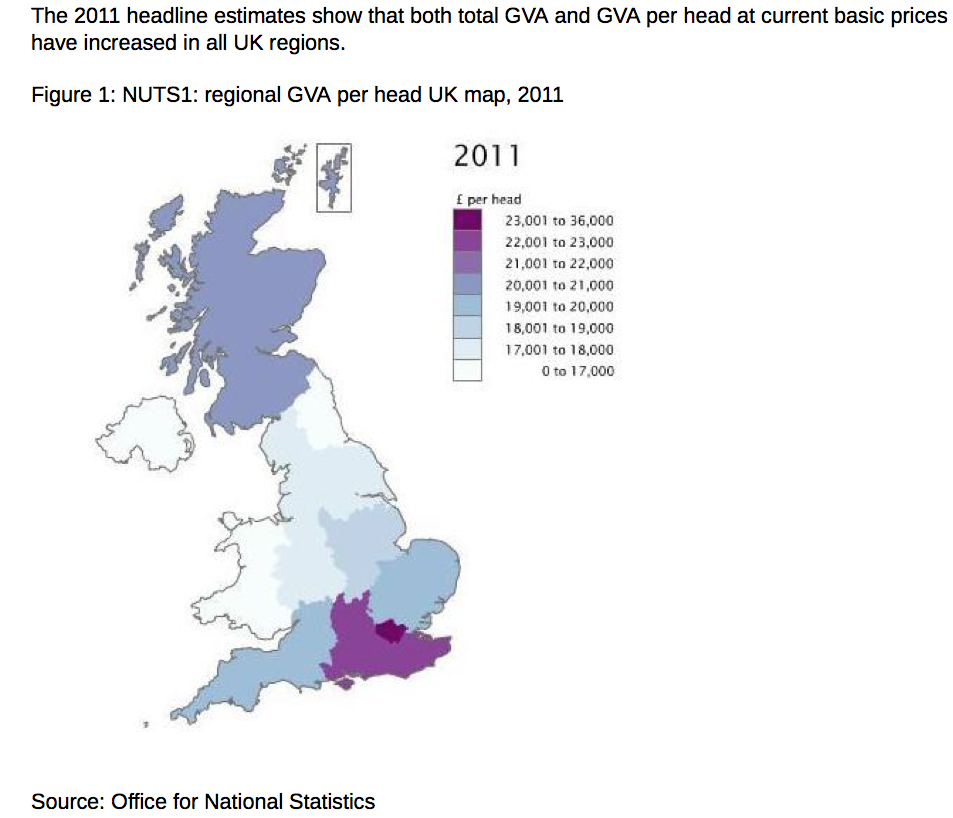 The 2011 headline estimates show that both total GVA and GVA per head at current basic prices
have increased in all UK regions.
Figure 1: NUTS1: regional GVA per head UK map, 2011
2011
£ per head
23,001 to 36,000
22,001 to 23,000
21,001 to 22,000
20,001 to 21,000
19,001 to 20,000
18,001 to 19,000
17,001 to 18,000
0 to 17,000
Source: Office for National Statistics